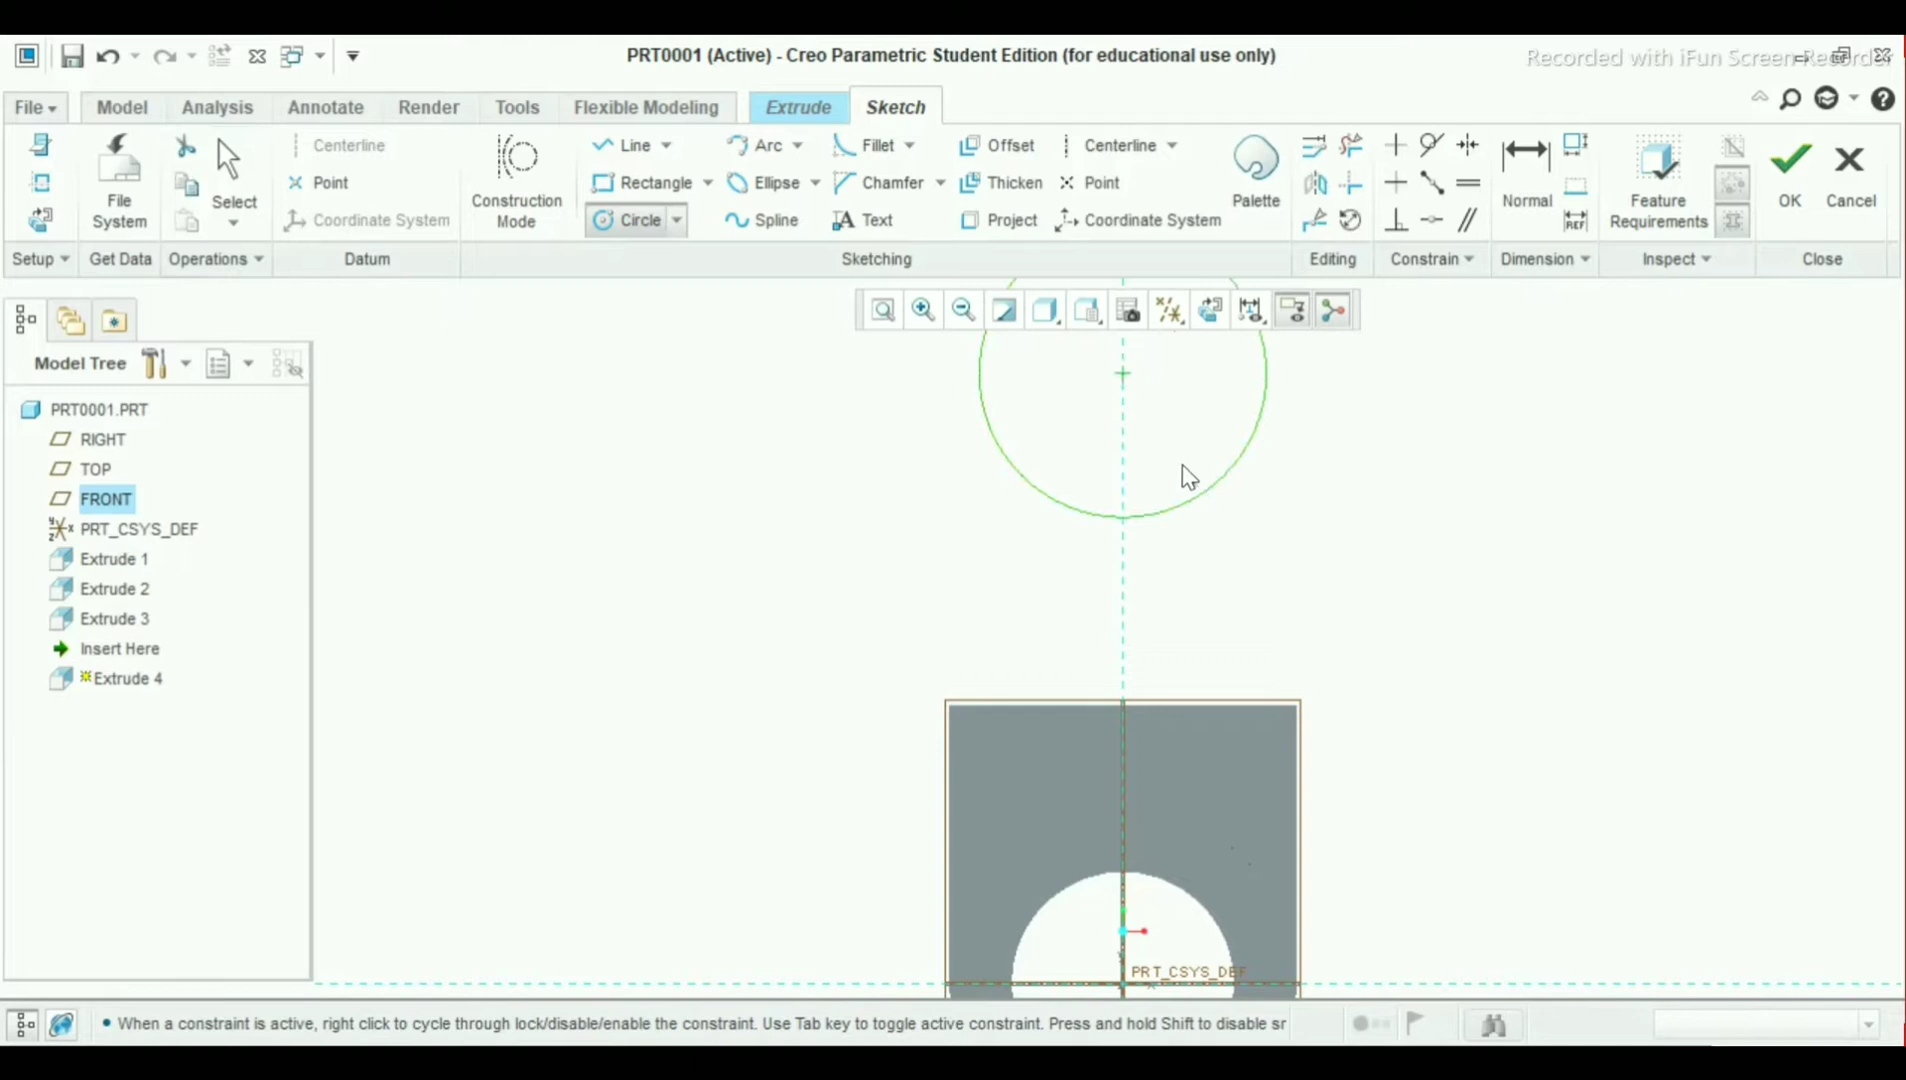 PRT0001 (Active) - Creo Parametric Student Edition (for educational use only)
Recorded with iFun Screen Recorder
File Model Analysis Annotate Render Tools Flexible Modeling Extrude Sketch
Centerline Line Arc Fillet Offset Centerline
Point Rectangle Ellipse Chamfer Thicken Point
Coordinate System Circle Spline Text Project Coordinate System
File System
Select
Construction Mode
Palette
Normal
REF
Feature Requirements
OK
Cancel
Setup Get Data Operations Datum Sketching Editing Constrain Dimension Inspect Close
Model Tree
PRT0001.PRT
RIGHT
TOP
FRONT
PRT_CSYS_DEF
Extrude 1
Extrude 2
Extrude 3
Insert Here
Extrude 4
PRT_CSYS_DEF
When a constraint is active, right click to cycle through lock/disable/enable the constraint. Use Tab key to toggle active constraint. Press and hold Shift to disable sr